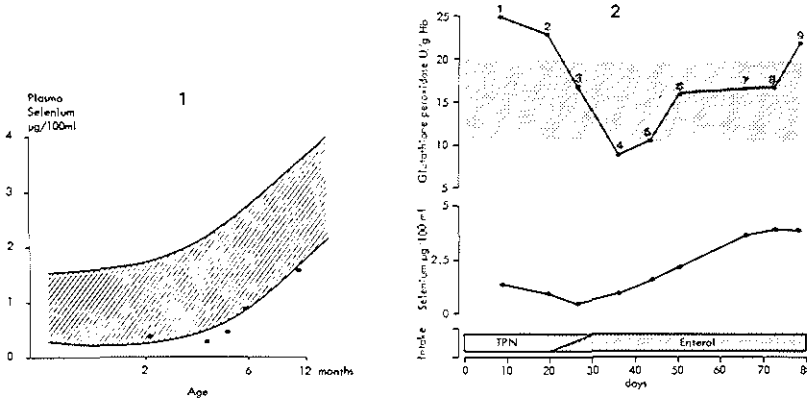 1
Plasma
Selenium
µg/100ml
4
3
2
1
0
2
6
12 months
Age
2
Glutathione peroxidase U/g Hb
25
20
15
10
5
1
2
3
4
5
6
7
8
9
Selenium µg/100 ml
5
2.5
0
Intake
TPN
Enteral
0 10 20 30 40 50 60 70 80
days